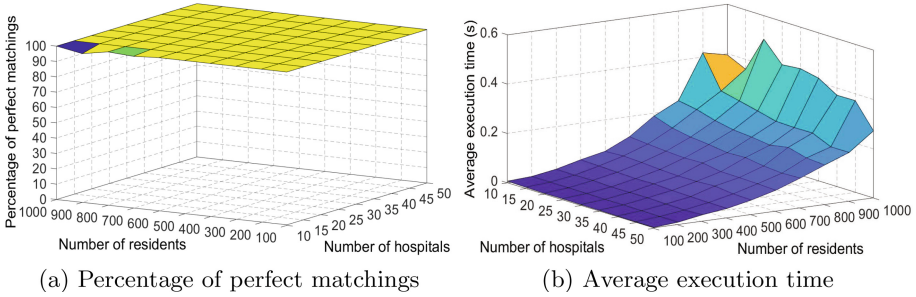 Percentage of perfect matchings
100
90
80
70
60
50
40
30
20
10
0
1000 900 800 700 600 500 400 300 200 100
Number of residents
10 15 20 25 30 35 40 45 50
Number of hospitals
(a) Percentage of perfect matchings
Average execution time (s)
0.6
0.4
0.2
0
10 15 20 25 30 35 40 45 50
Number of hospitals
100 200 300 400 500 600 700 800 900 1000
Number of residents
(b) Average execution time